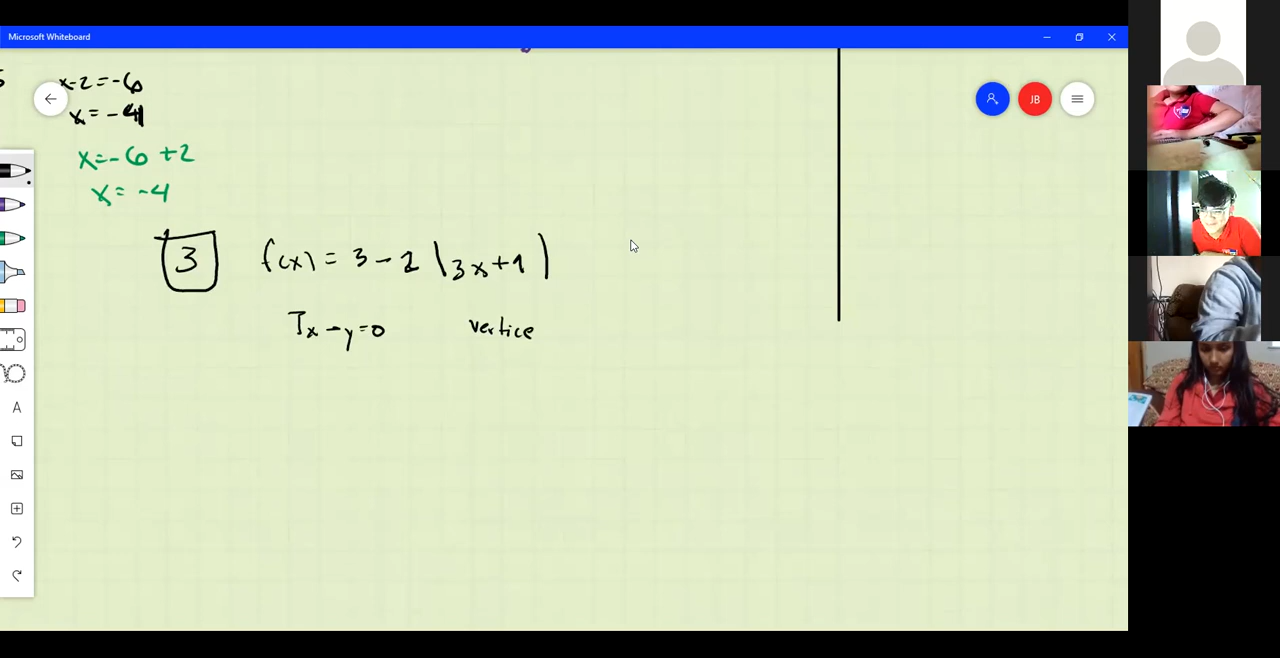 Microsoft Whiteboard
x-2=-6
x=-4
x=-6+2
x=-4
JB
3 f(x)=3-2|3x+1|
Ix-y=0 vertice
A